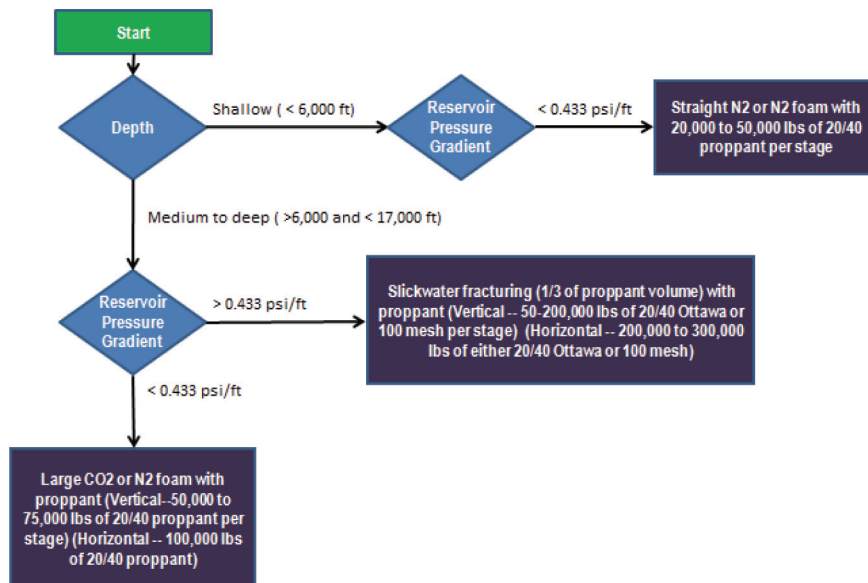 Start
Depth
Shallow ( < 6,000 ft)
Reservoir
Pressure
Gradient
< 0.433 psi/ft
Straight N2 or N2 foam with
20,000 to 50,000 lbs of 20/40
proppant per stage
Medium to deep ( >6,000 and < 17,000 ft)
Reservoir
Pressure
Gradient
> 0.433 psi/ft
Slickwater fracturing (1/3 of proppant volume) with
proppant (Vertical -- 50-200,000 lbs of 20/40 Ottawa or
100 mesh per stage) (Horizontal -- 200,000 to 300,000
lbs of either 20/40 Ottawa or 100 mesh)
< 0.433 psi/ft
Large CO2 or N2 foam with
proppant (Vertical--50,000 to
75,000 lbs of 20/40 proppant per
stage) (Horizontal -- 100,000 lbs
of 20/40 proppant)